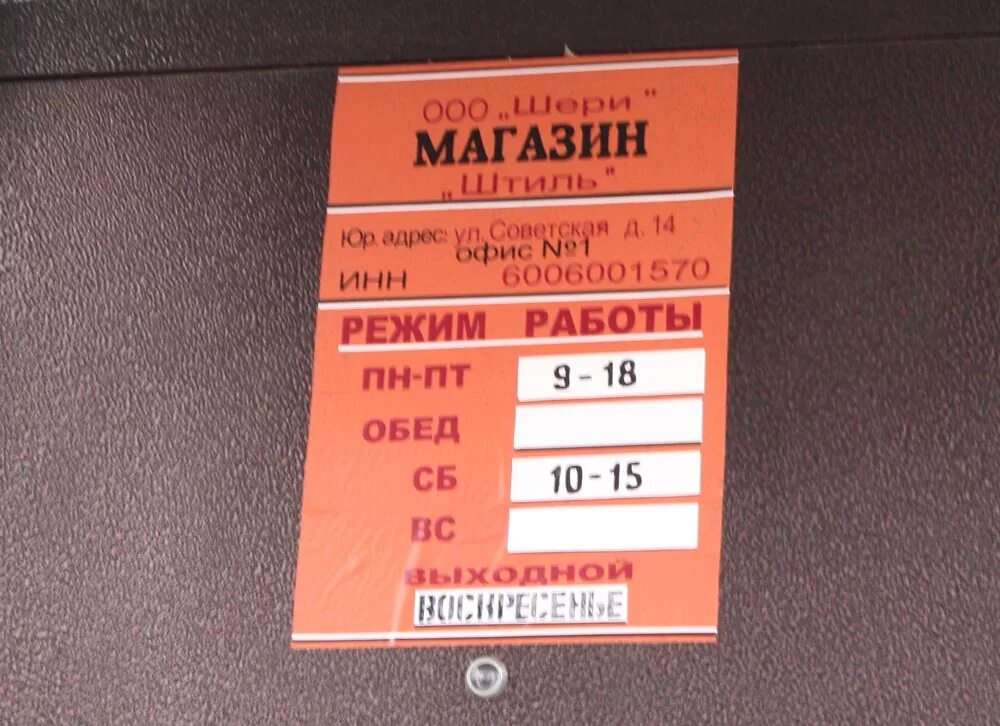 ООО „Шери"
МАГАЗИН
„Штиль"
Юр. адрес: ул. Советская д. 14
офис №1
ИНН 6006001570
РЕЖИМ РАБОТЫ
ПН-ПТ 9-18
ОБЕД
СБ 10-15
ВС
ВЫХОДНОЙ
ВОСКРЕСЕНЬЕ